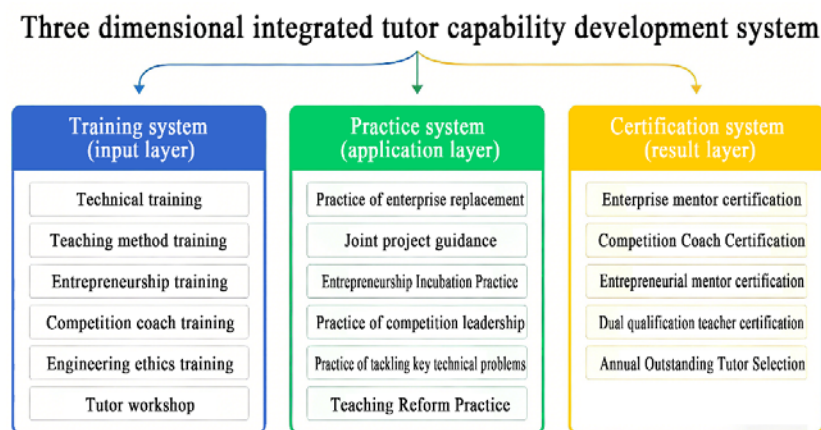 Three dimensional integrated tutor capability development system
Training system
(input layer)
Technical training
Teaching method training
Entrepreneurship training
Competition coach training
Engineering ethics training
Tutor workshop
Practice system
(application layer)
Practice of enterprise replacement
Joint project guidance
Entrepreneurship Incubation Practice
Practice of competition leadership
Practice of tackling key technical problems
Teaching Reform Practice
Certification system
(result layer)
Enterprise mentor certification
Competition Coach Certification
Entrepreneurial mentor certification
Dual qualification teacher certification
Annual Outstanding Tutor Selection